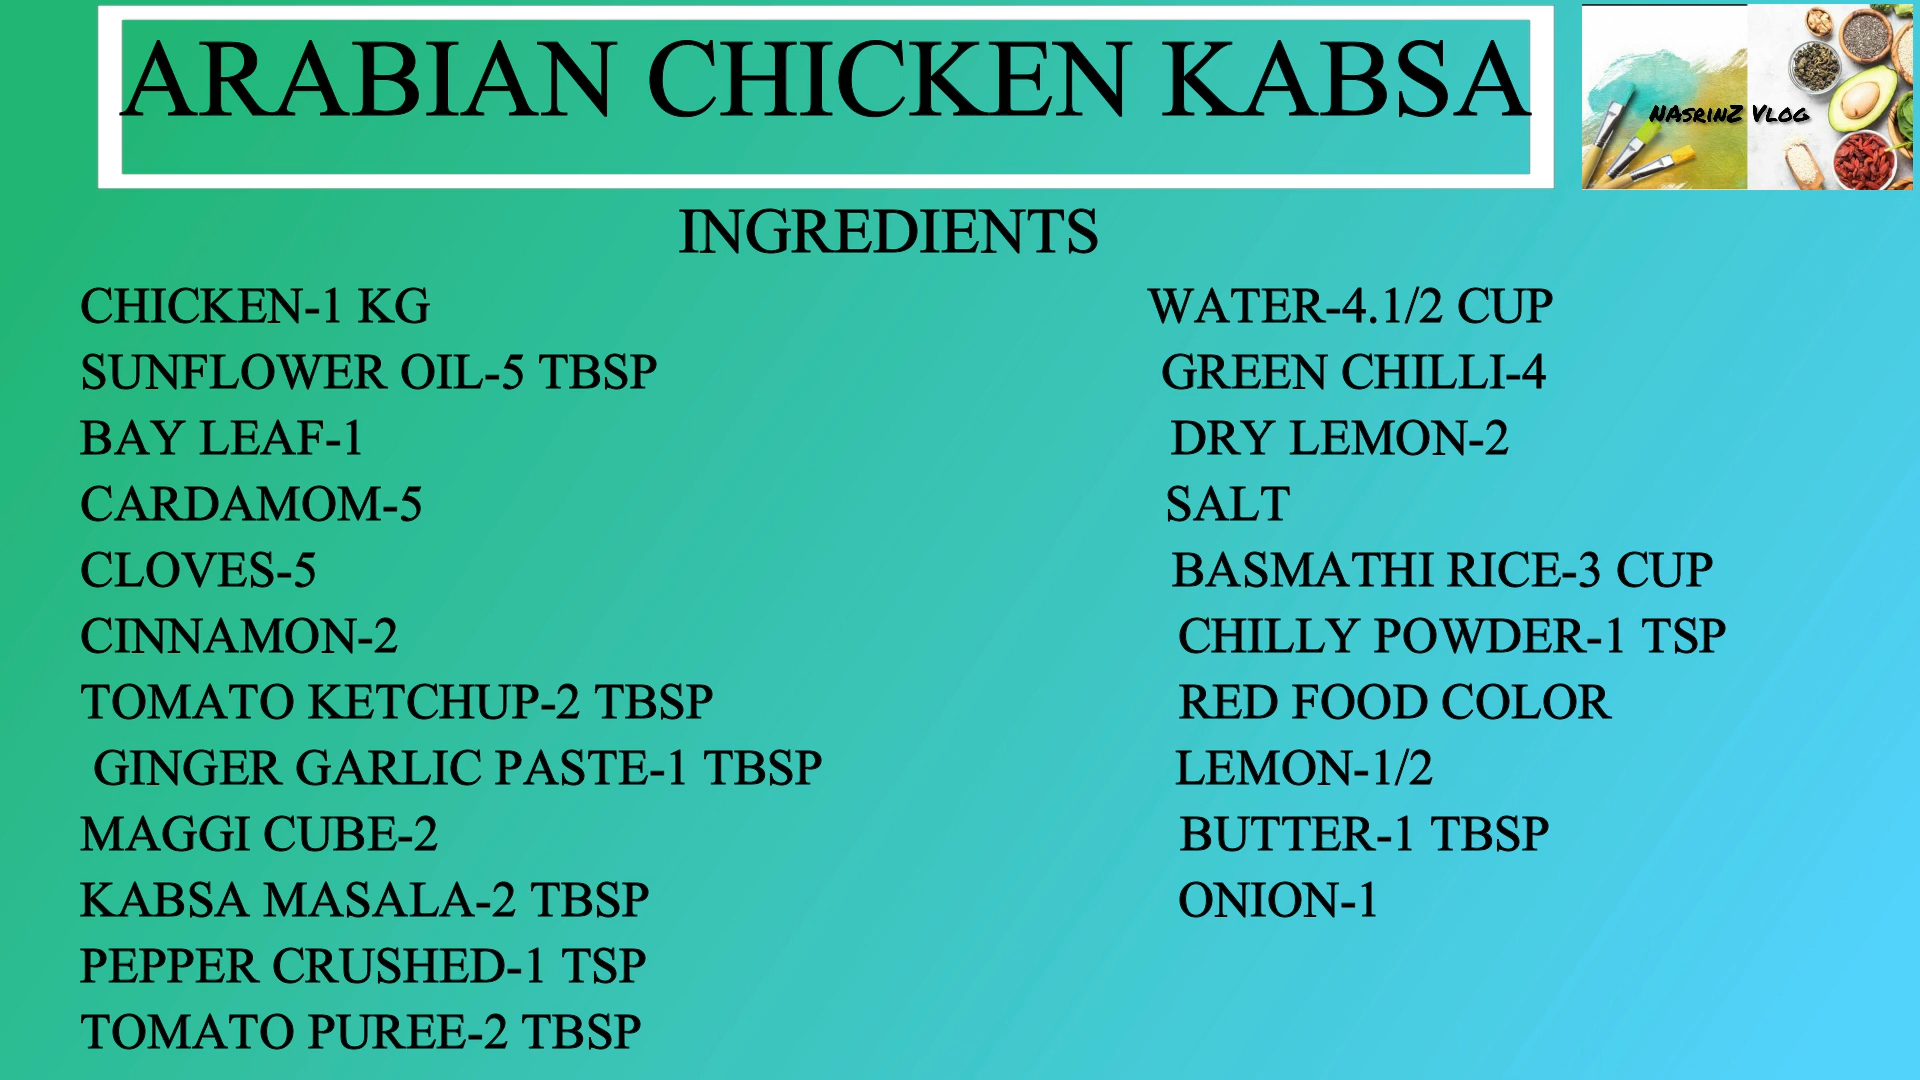 ARABIAN CHICKEN KABSA
NASRINZ VLOG
INGREDIENTS
CHICKEN-1 KG
SUNFLOWER OIL-5 TBSP
BAY LEAF-1
CARDAMOM-5
CLOVES-5
CINNAMON-2
TOMATO KETCHUP-2 TBSP
GINGER GARLIC PASTE-1 TBSP
MAGGI CUBE-2
KABSA MASALA-2 TBSP
PEPPER CRUSHED-1 TSP
TOMATO PUREE-2 TBSP
WATER-4.1/2 CUP
GREEN CHILLI-4
DRY LEMON-2
SALT
BASMATHI RICE-3 CUP
CHILLY POWDER-1 TSP
RED FOOD COLOR
LEMON-1/2
BUTTER-1 TBSP
ONION-1